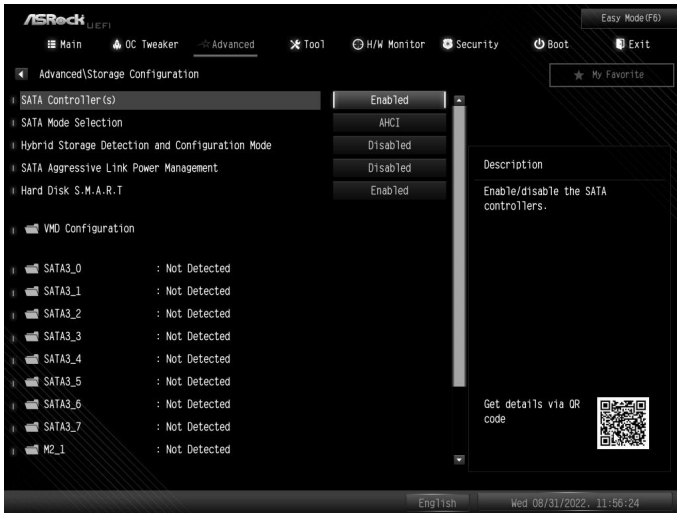 ASRock UEFI
Easy Mode(F6)
Main OC Tweaker Advanced Tool H/W Monitor Security Boot Exit
Advanced\Storage Configuration
My Favorite
SATA Controller(s) Enabled
SATA Mode Selection AHCI
Hybrid Storage Detection and Configuration Mode Disabled
SATA Aggressive Link Power Management Disabled
Hard Disk S.M.A.R.T Enabled
VMD Configuration
SATA3_0 : Not Detected
SATA3_1 : Not Detected
SATA3_2 : Not Detected
SATA3_3 : Not Detected
SATA3_4 : Not Detected
SATA3_5 : Not Detected
SATA3_6 : Not Detected
SATA3_7 : Not Detected
M2_1 : Not Detected
Description
Enable/disable the SATA
controllers.
Get details via QR
code
English
Wed 08/31/2022, 11:56:24